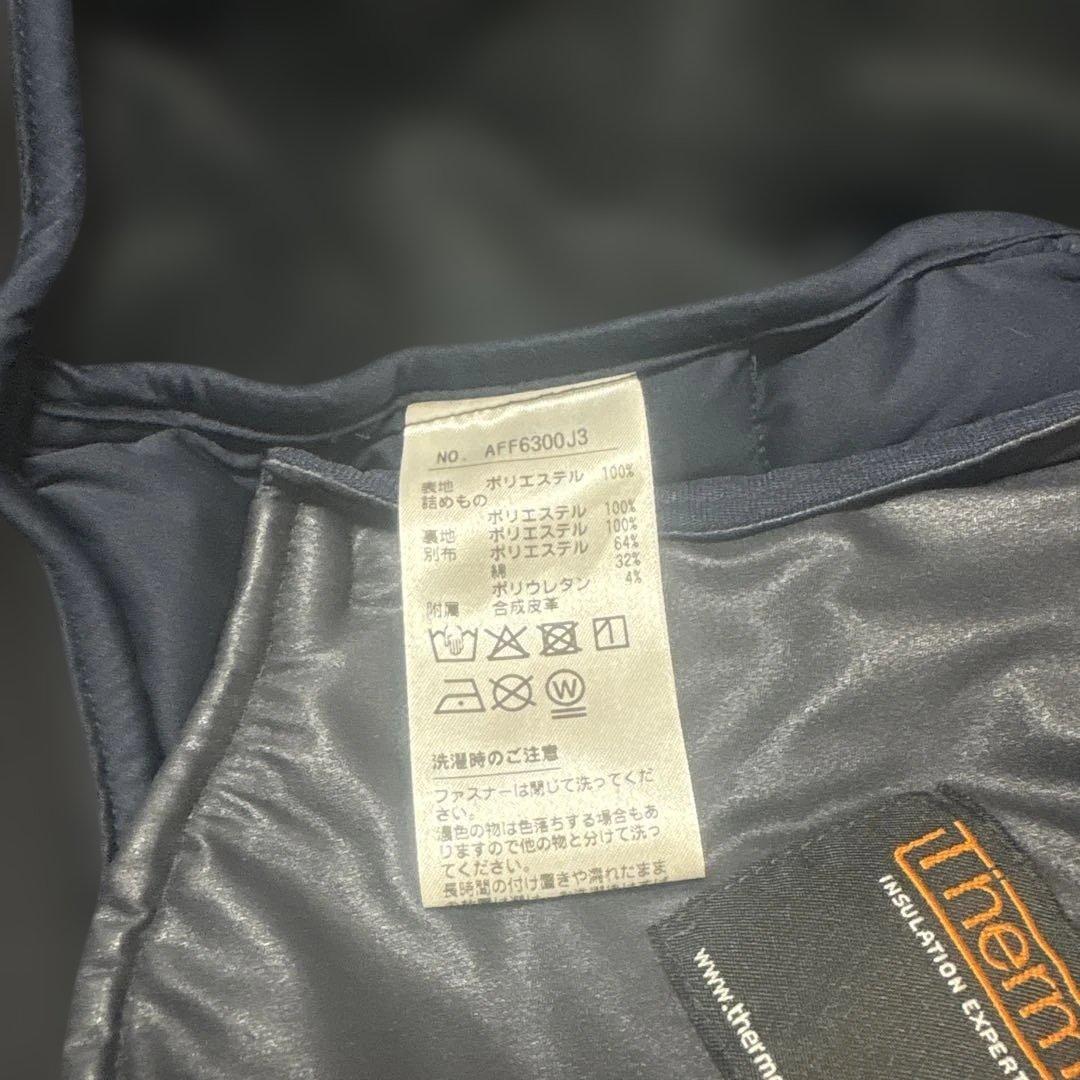 NO. AFF6300J3
表地 ポリエステル 100%
詰めもの
ポリエステル 100%
裏地 ポリエステル 100%
別布 ポリエステル 64%
綿 32%
ポリウレタン 4%
附属 合成皮革
1
W
洗濯時のご注意
ファスナーは閉じて洗ってくだ
さい。
濃色の物は色落ちする場合もあ
りますので他の物と分けて洗っ
てください。
長時間の付け置きや濡れたまま
Therm
INSULATION EXPERT
www.therm